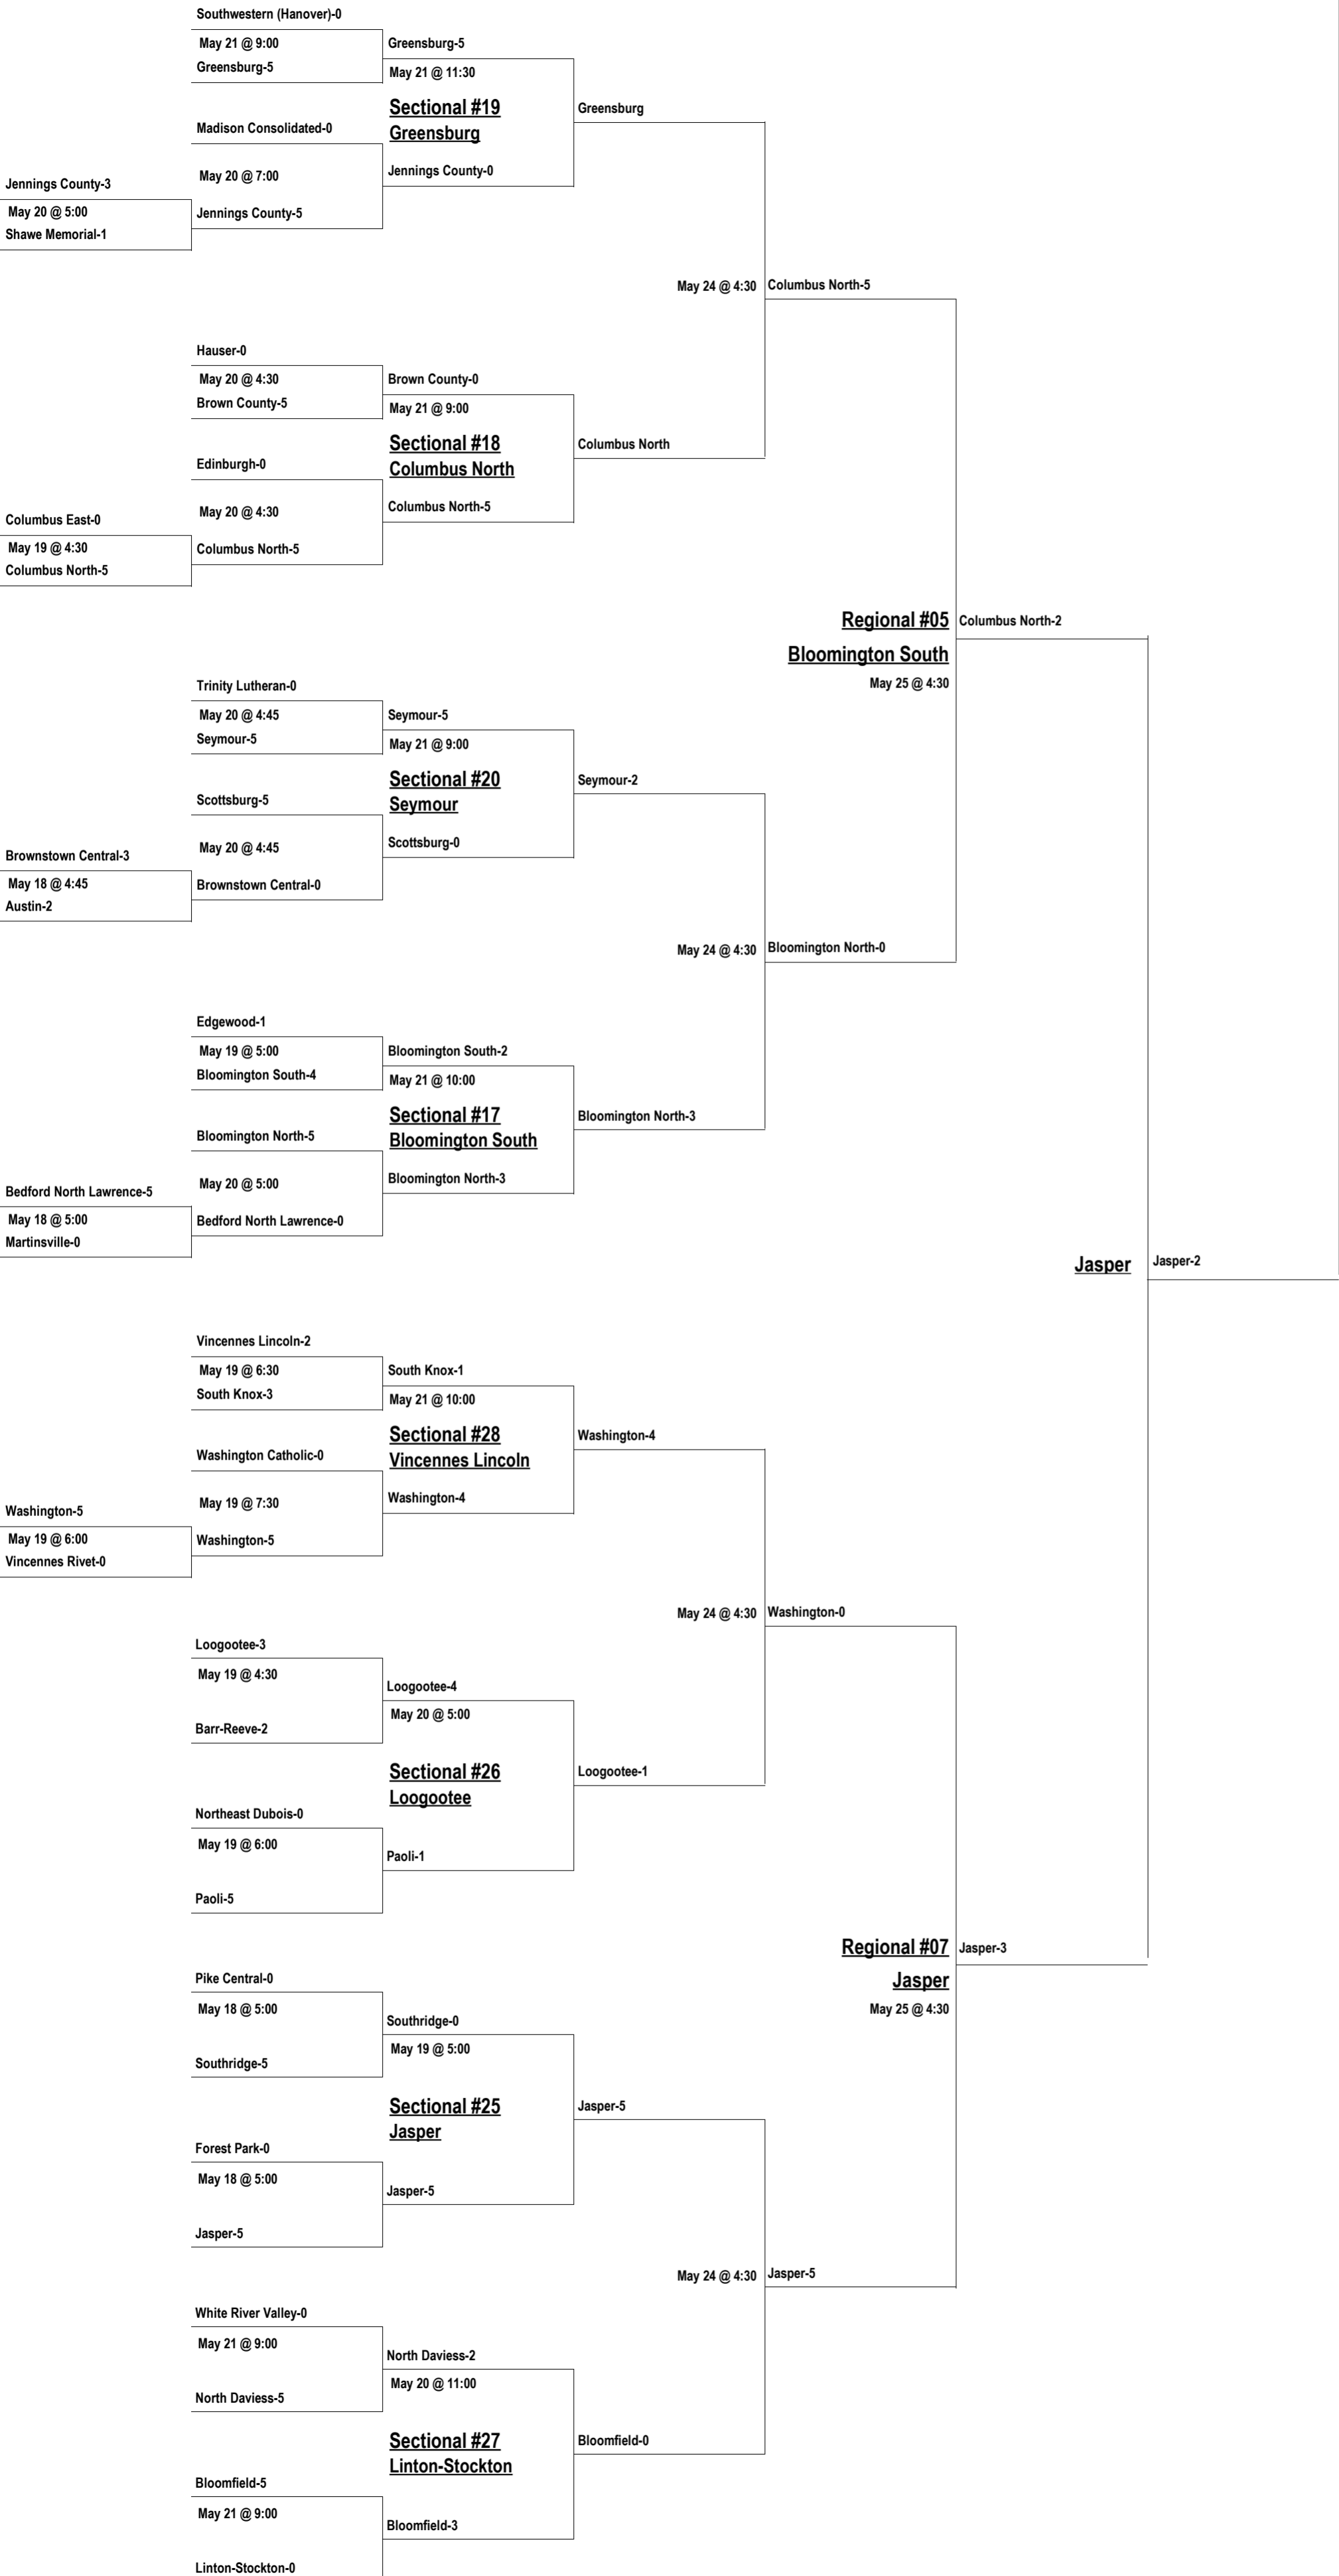 Southwestern (Hanover)-0
May 21 @ 9:00
Greensburg-5
Greensburg-5
May 21 @ 11:30
Sectional #19
Greensburg
Greensburg
Madison Consolidated-0
May 20 @ 7:00
Jennings County-0
Jennings County-3
May 20 @ 5:00
Shawe Memorial-1
Jennings County-5
May 24 @ 4:30
Columbus North-5
Hauser-0
May 20 @ 4:30
Brown County-5
Brown County-0
May 21 @ 9:00
Sectional #18
Columbus North
Columbus North
Edinburgh-0
May 20 @ 4:30
Columbus North-5
Columbus East-0
May 19 @ 4:30
Columbus North-5
Columbus North-5
Regional #05
Bloomington South
May 25 @ 4:30
Columbus North-2
Trinity Lutheran-0
May 20 @ 4:45
Seymour-5
Seymour-5
May 21 @ 9:00
Sectional #20
Seymour
Seymour-2
Scottsburg-5
May 20 @ 4:45
Scottsburg-0
Brownstown Central-3
May 18 @ 4:45
Austin-2
Brownstown Central-0
May 24 @ 4:30
Bloomington North-0
Edgewood-1
May 19 @ 5:00
Bloomington South-4
Bloomington South-2
May 21 @ 10:00
Sectional #17
Bloomington South
Bloomington North-3
Bloomington North-5
May 20 @ 5:00
Bloomington North-3
Bedford North Lawrence-5
May 18 @ 5:00
Martinsville-0
Bedford North Lawrence-0
Jasper
Jasper-2
Vincennes Lincoln-2
May 19 @ 6:30
South Knox-3
South Knox-1
May 21 @ 10:00
Sectional #28
Vincennes Lincoln
Washington-4
Washington Catholic-0
May 19 @ 7:30
Washington-4
Washington-5
May 19 @ 6:00
Vincennes Rivet-0
Washington-5
May 24 @ 4:30
Washington-0
Loogootee-3
May 19 @ 4:30
Barr-Reeve-2
Loogootee-4
May 20 @ 5:00
Sectional #26
Loogootee
Loogootee-1
Northeast Dubois-0
May 19 @ 6:00
Paoli-5
Paoli-1
Regional #07
Jasper
May 25 @ 4:30
Jasper-3
Pike Central-0
May 18 @ 5:00
Southridge-5
Southridge-0
May 19 @ 5:00
Sectional #25
Jasper
Jasper-5
Forest Park-0
May 18 @ 5:00
Jasper-5
Jasper-5
May 24 @ 4:30
Jasper-5
White River Valley-0
May 21 @ 9:00
North Daviess-5
North Daviess-2
May 20 @ 11:00
Sectional #27
Linton-Stockton
Bloomfield-0
Bloomfield-5
May 21 @ 9:00
Linton-Stockton-0
Bloomfield-3